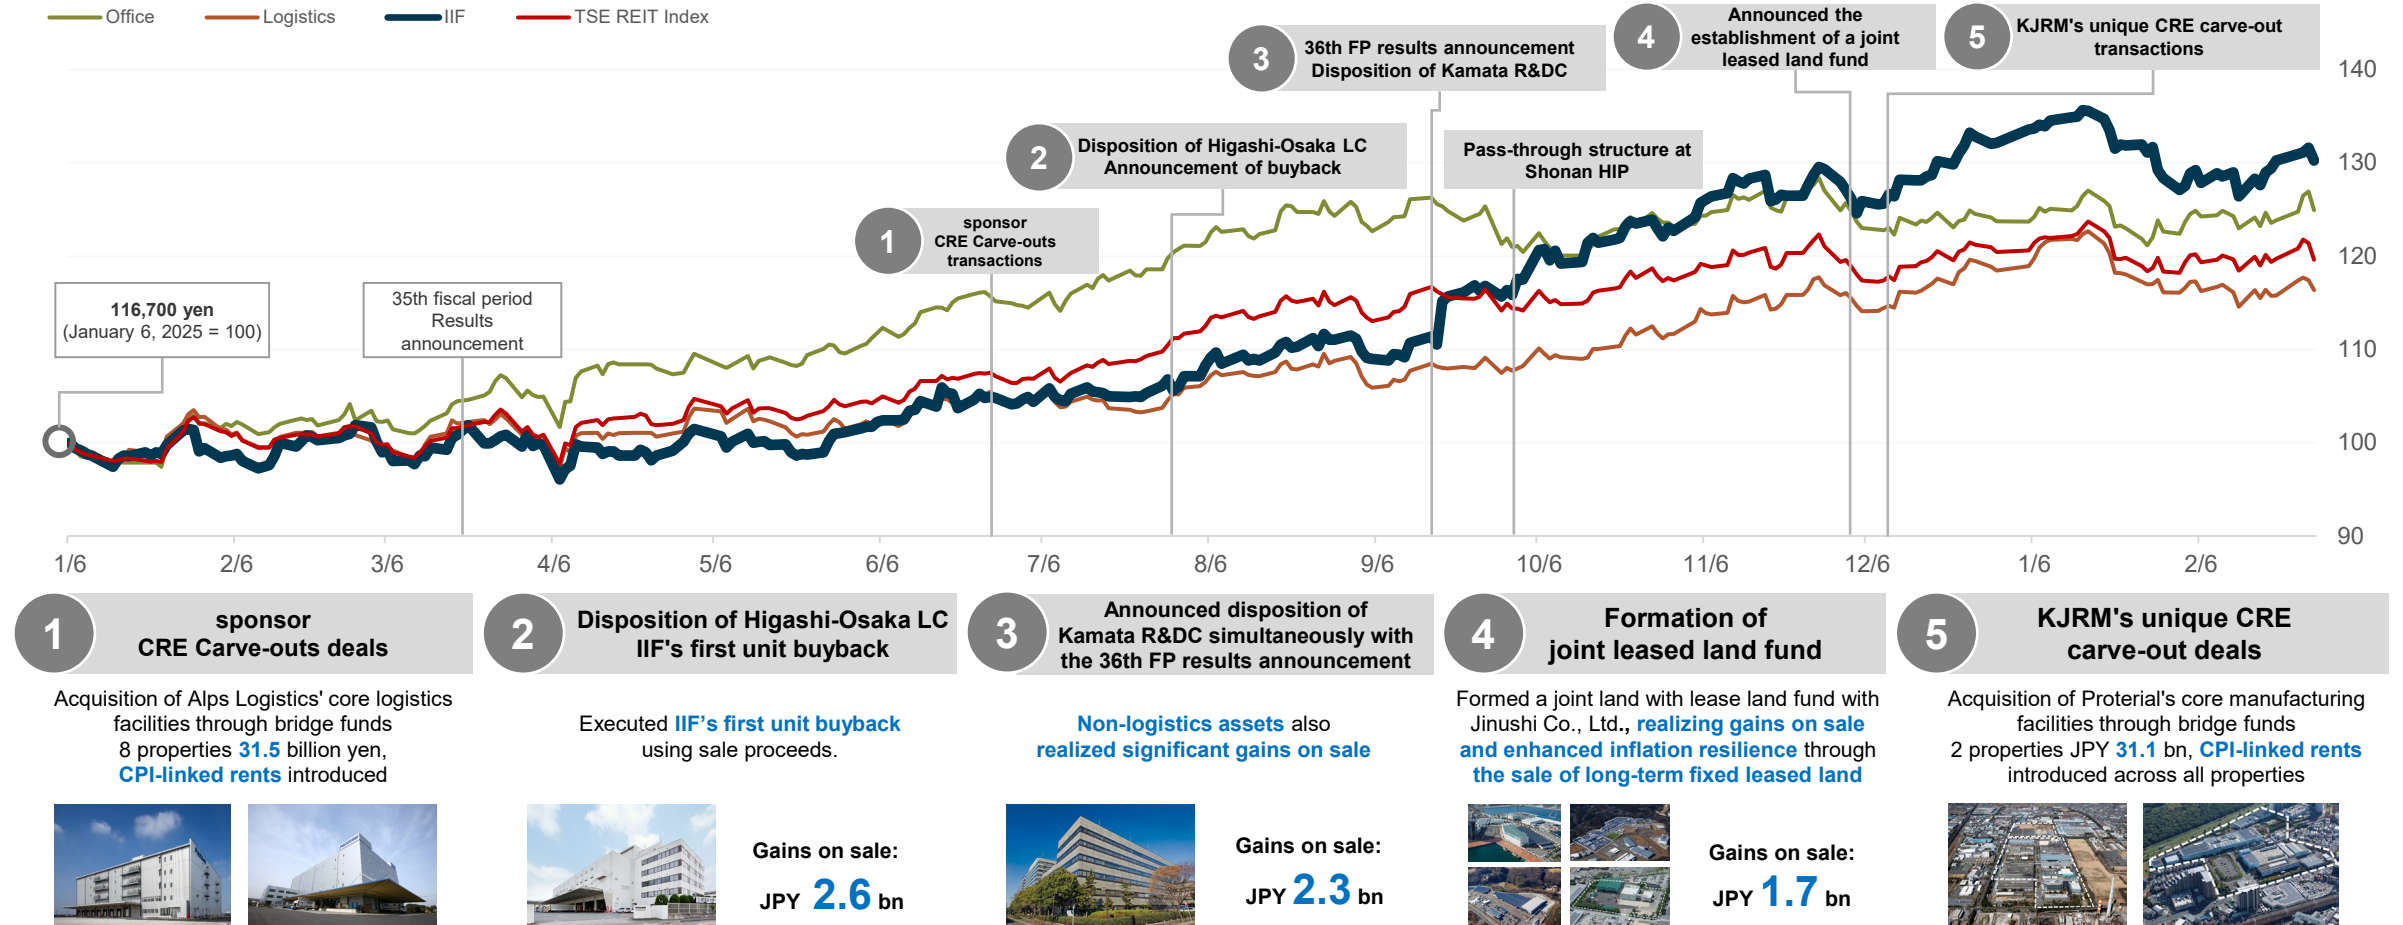 Office
Logistics
IIF
TSE REIT Index
116,700 yen
(January 6, 2025 = 100)
35th fiscal period
Results
announcement
1
sponsor
CRE Carve-outs
transactions
2
Disposition of Higashi-Osaka LC
Announcement of buyback
3
36th FP results announcement
Disposition of Kamata R&DC
Pass-through structure at
Shonan HIP
4
Announced the
establishment of a joint
leased land fund
5
KJRM's unique CRE carve-out
transactions
140
130
120
110
100
90
1/6
2/6
3/6
4/6
5/6
6/6
7/6
8/6
9/6
10/6
11/6
12/6
1/6
2/6
1
sponsor
CRE Carve-outs deals
Acquisition of Alps Logistics' core logistics
facilities through bridge funds
8 properties 31.5 billion yen,
CPI-linked rents introduced
2
Disposition of Higashi-Osaka LC
IIF's first unit buyback
Executed IIF’s first unit buyback
using sale proceeds.
Gains on sale:
JPY 2.6 bn
3
Announced disposition of
Kamata R&DC simultaneously with
the 36th FP results announcement
Non-logistics assets also
realized significant gains on sale
Gains on sale:
JPY 2.3 bn
4
Formation of
joint leased land fund
Formed a joint land with lease land fund with
Jinushi Co., Ltd., realizing gains on sale
and enhanced inflation resilience through
the sale of long-term fixed leased land
Gains on sale:
JPY 1.7 bn
5
KJRM's unique CRE
carve-out deals
Acquisition of Proterial's core manufacturing
facilities through bridge funds
2 properties JPY 31.1 bn, CPI-linked rents
introduced across all properties